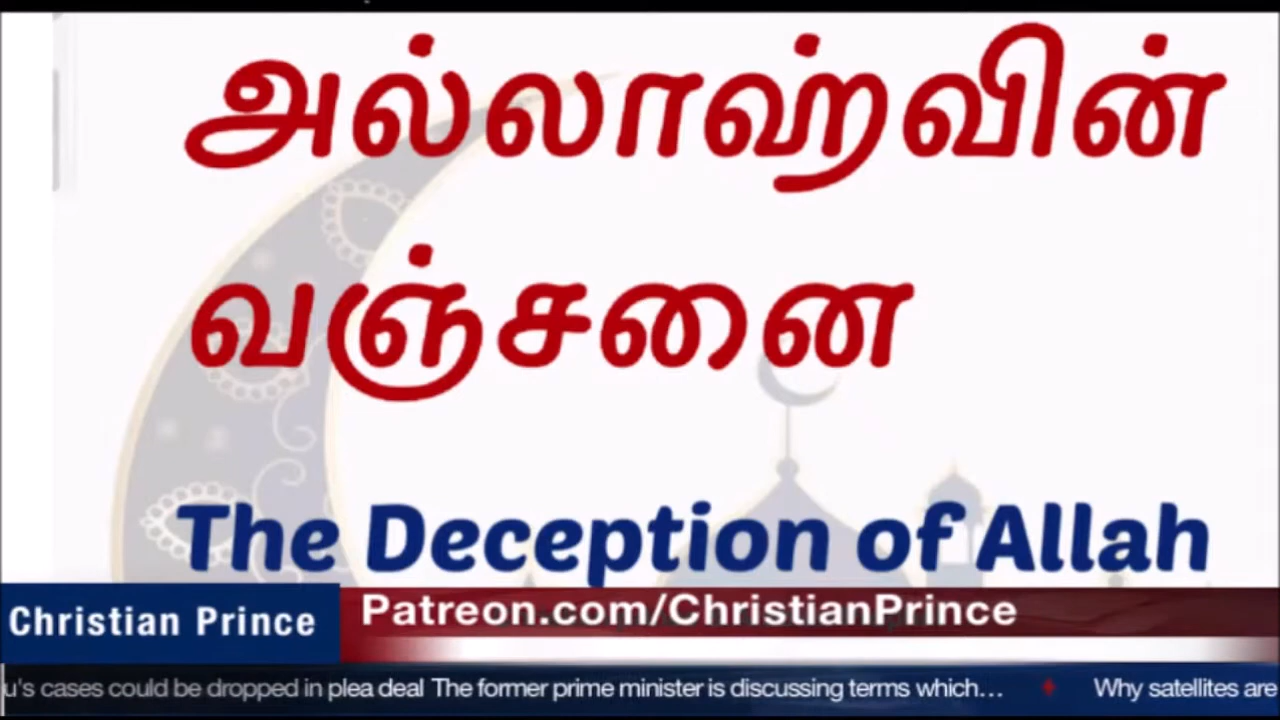 அல்லாஹ்வின்
வஞ்சனை
The Deception of Allah
Christian Prince
Patreon.com/ChristianPrince
u's cases could be dropped in plea deal The former prime minister is discussing terms which... Why satellites are